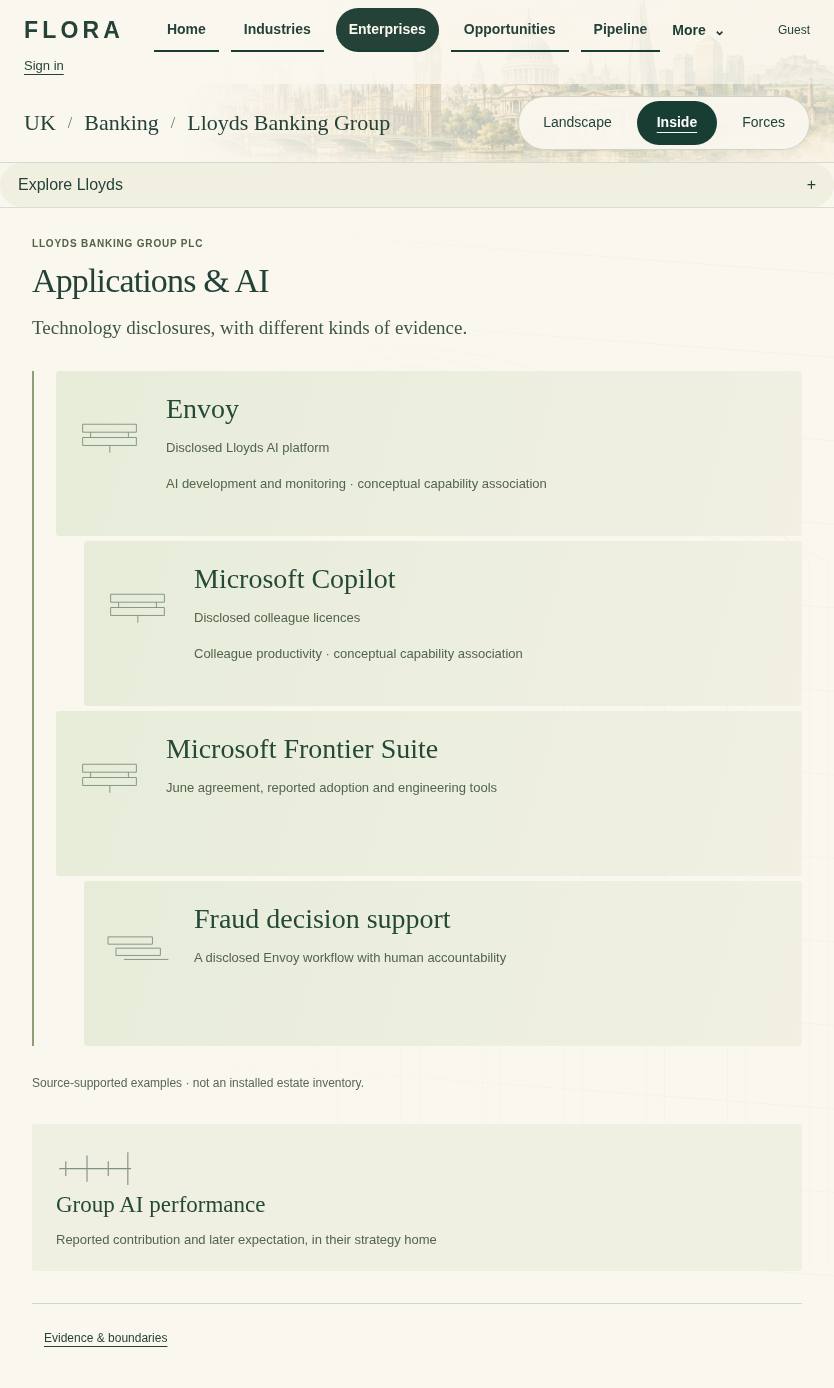 FLORA
Home
Industries
Enterprises
Opportunities
Pipeline
More
Guest
Sign in
UK / Banking / Lloyds Banking Group
Landscape
Inside
Forces
Explore Lloyds
+
LLOYDS BANKING GROUP PLC
Applications & AI
Technology disclosures, with different kinds of evidence.
Envoy
Disclosed Lloyds AI platform
AI development and monitoring · conceptual capability association
Microsoft Copilot
Disclosed colleague licences
Colleague productivity · conceptual capability association
Microsoft Frontier Suite
June agreement, reported adoption and engineering tools
Fraud decision support
A disclosed Envoy workflow with human accountability
Source-supported examples · not an installed estate inventory.
Group AI performance
Reported contribution and later expectation, in their strategy home
Evidence & boundaries